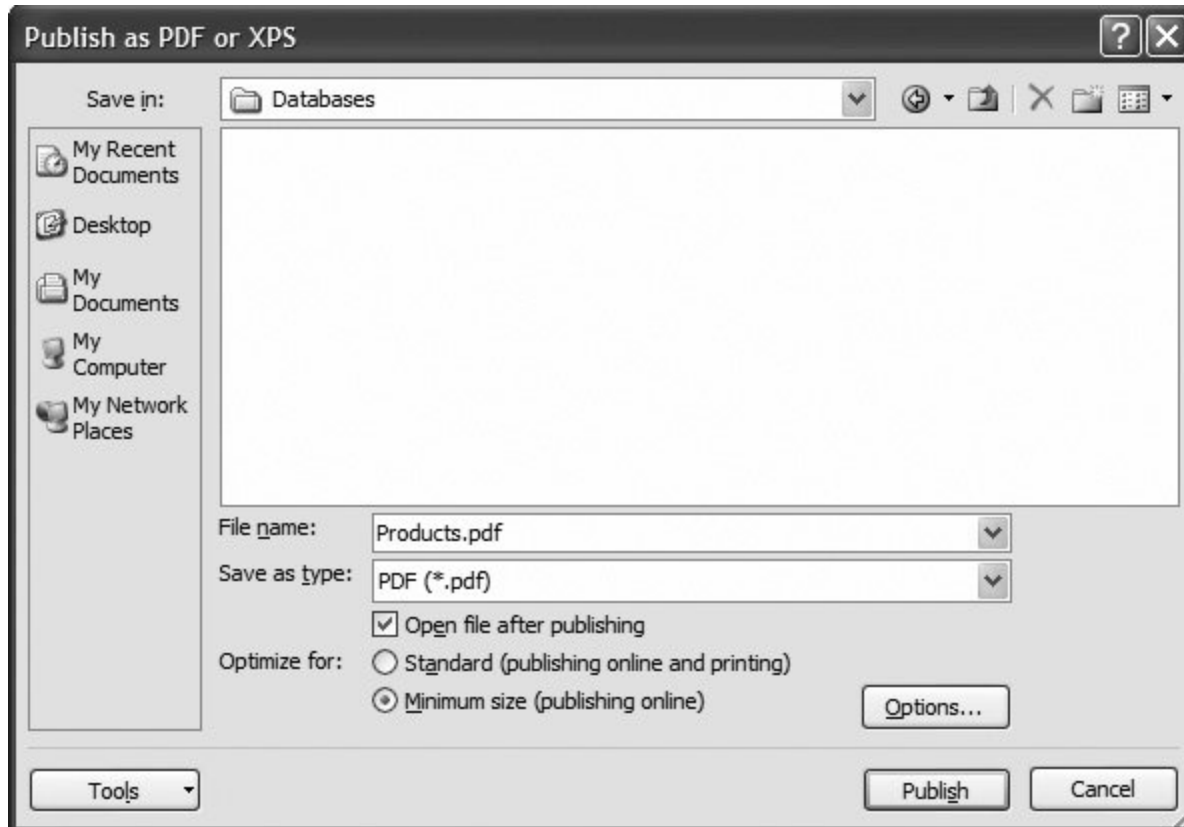 Publish as PDF or XPS
Save in:
Databases
My Recent
Documents
Desktop
My
Documents
My
Computer
My Network
Places
File name:
Products.pdf
Save as type:
PDF (*.pdf)
Open file after publishing
Optimize for:
Standard (publishing online and printing)
Minimum size (publishing online)
Options...
Tools
Publish
Cancel